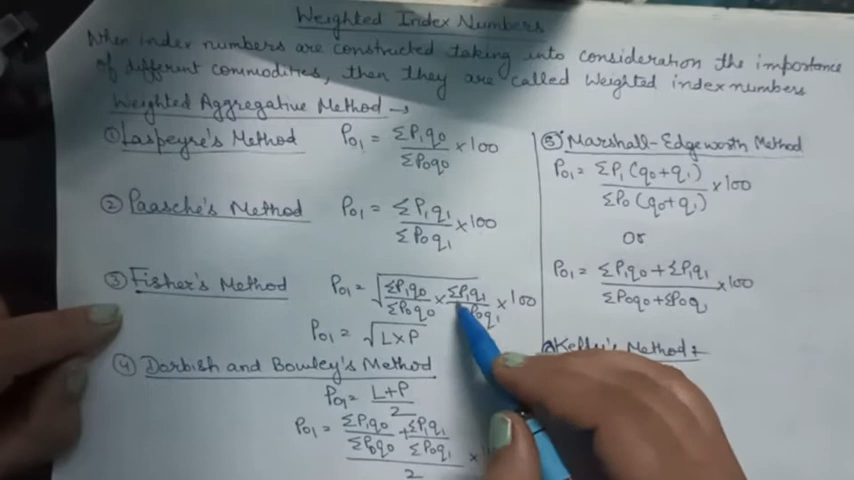 Weighted Index Numbers
When index numbers are constructed taking into consideration the importance
of different commodities, then they are called Weighted index numbers
Weighted Aggregative Method →
① Laspeyre's Method P₀₁ = ΣP₁q₀ / ΣP₀q₀ × 100
② Paasche's Method P₀₁ = ΣP₁q₁ / ΣP₀q₁ × 100
③ Fisher's Method P₀₁ = √(ΣP₁q₀ / ΣP₀q₀ × ΣP₁q₁ / ΣP₀q₁) × 100
P₀₁ = √(L×P)
④ Dorbish and Bowley's Method
P₀₁ = (L+P) / 2
P₀₁ = (ΣP₁q₀ / ΣP₀q₀ + ΣP₁q₁ / ΣP₀q₁) / 2 ×
⑤ Marshall-Edgeworth Method
P₀₁ = ΣP₁(q₀+q₁) / ΣP₀(q₀+q₁) × 100
Or
P₀₁ = (ΣP₁q₀ + ΣP₁q₁) / (ΣP₀q₀ + ΣP₀q₁) × 100
Kelly's Method